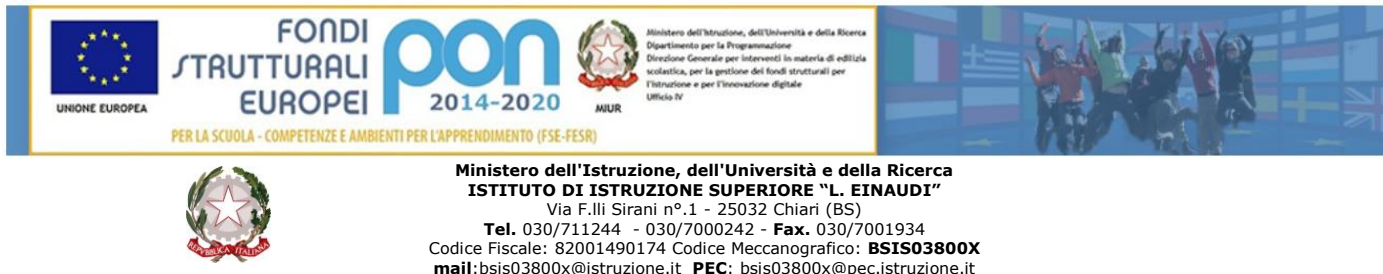 FONDI
STRUTTURALI
EUROPEI
pon
2014-2020
UNIONE EUROPEA
MIUR
Ministero dell'Istruzione, dell'Università e della Ricerca
Dipartimento per la Programmazione
Direzione Generale per interventi in materia di edilizia
scolastica, per la gestione dei fondi strutturali per
l'istruzione e per l'innovazione digitale
Ufficio IV
PER LA SCUOLA - COMPETENZE E AMBIENTI PER L'APPRENDIMENTO (FSE-FESR)
REPVBBLICA ITALIANA
Ministero dell'Istruzione, dell'Università e della Ricerca
ISTITUTO DI ISTRUZIONE SUPERIORE “L. EINAUDI”
Via F.lli Sirani n°.1 - 25032 Chiari (BS)
Tel. 030/711244 - 030/7000242 - Fax. 030/7001934
Codice Fiscale: 82001490174 Codice Meccanografico: BSIS03800X
mail:bsis03800x@istruzione.it PEC: bsis03800x@pec.istruzione.it